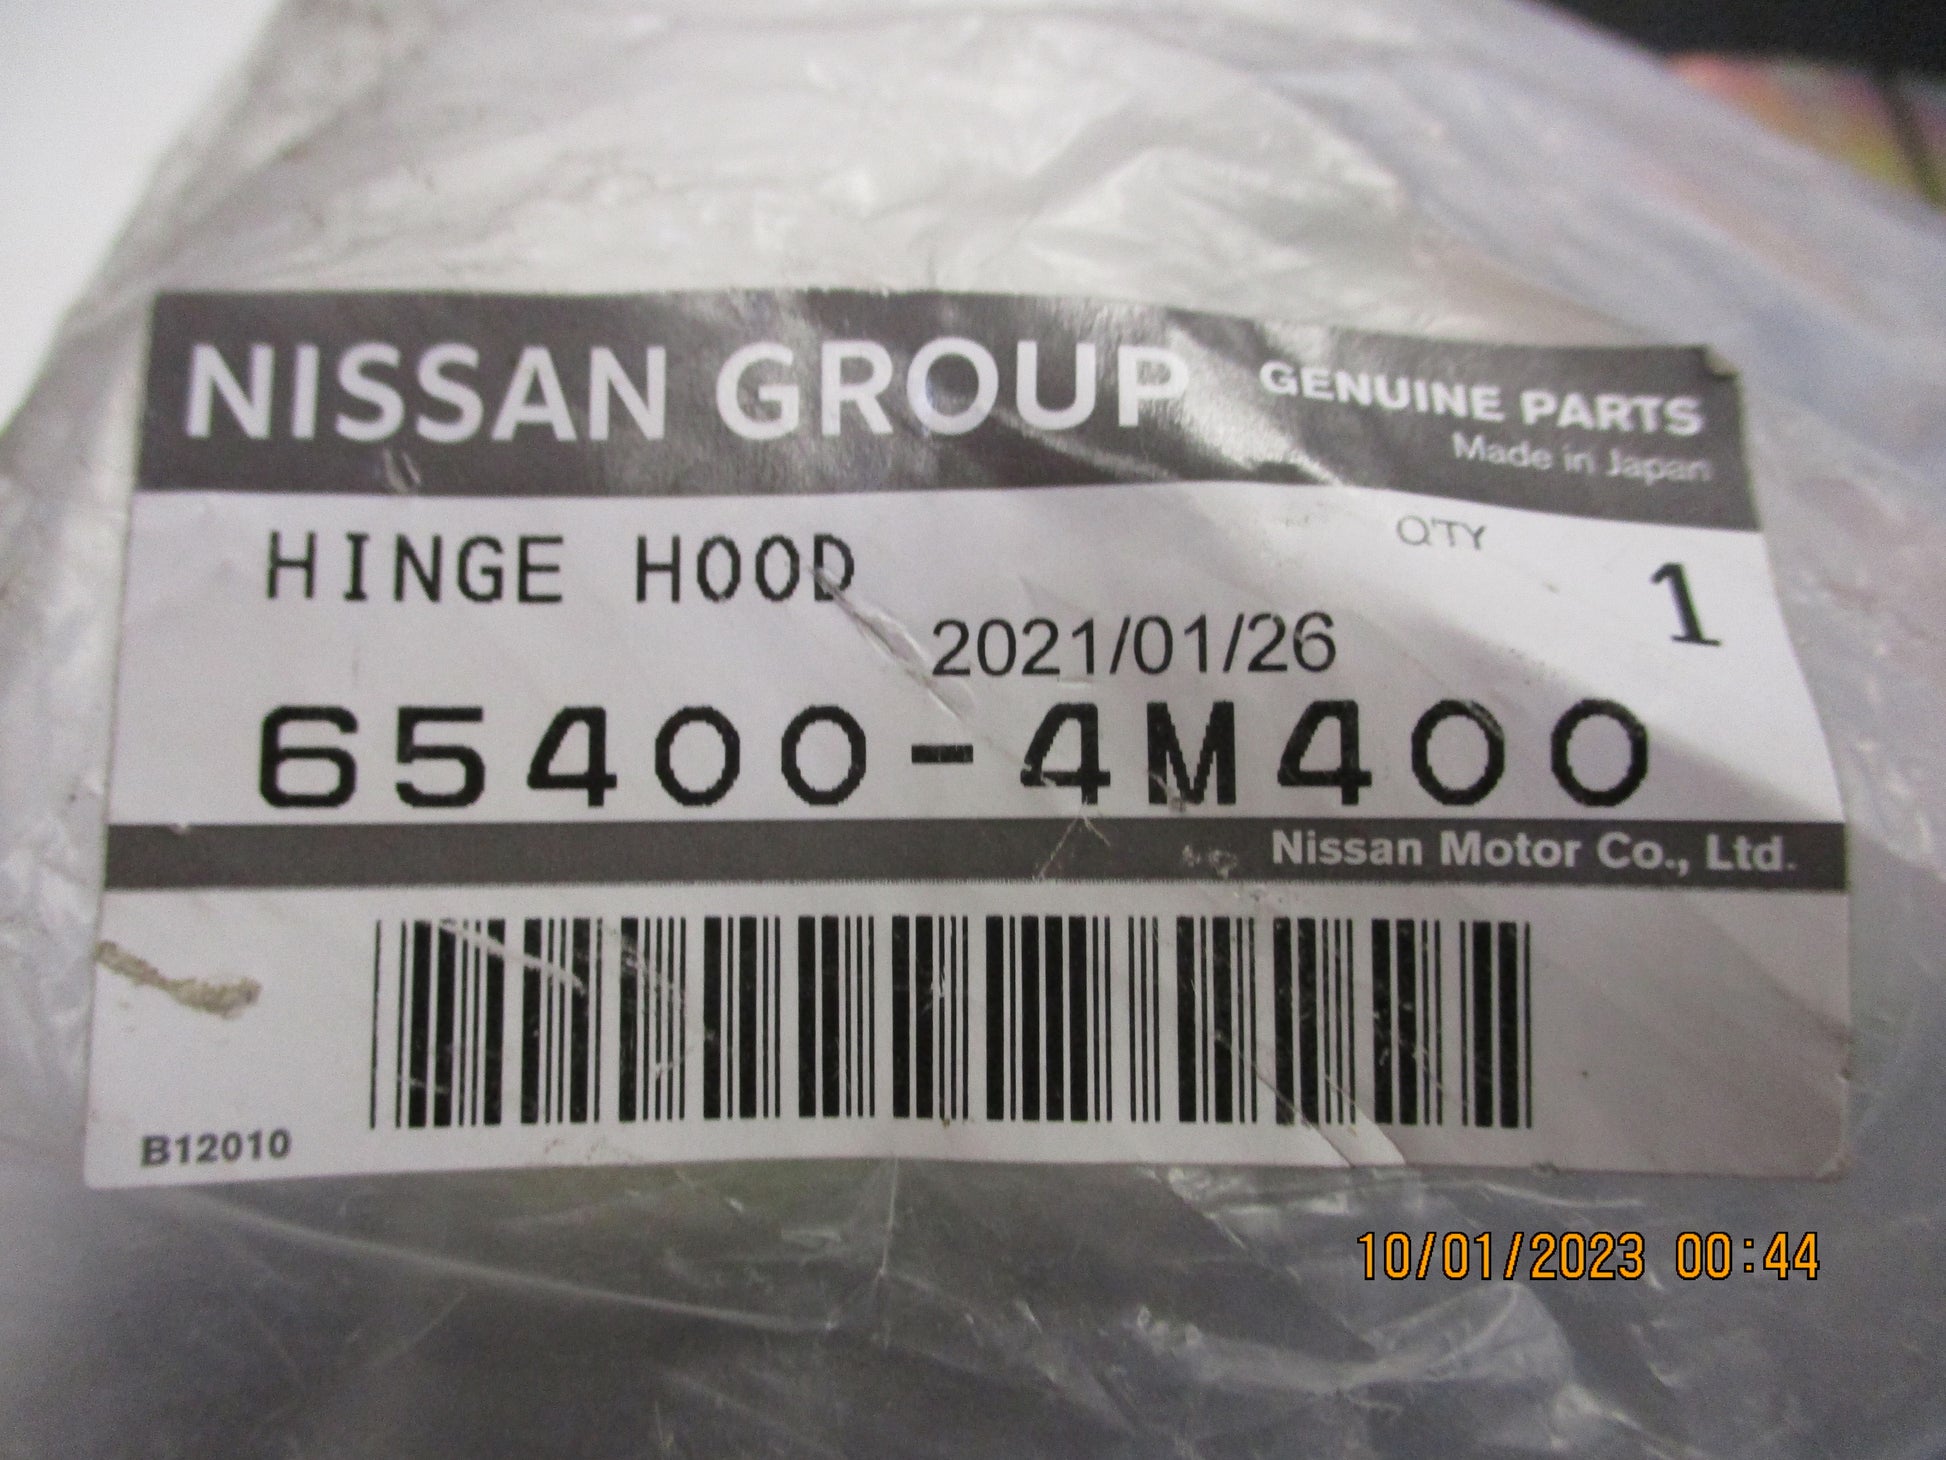 NISSAN GROUP GENUINE PARTS
Made in Japan
HINGE HOOD
Q'TY 1
2021/01/26
65400-4M400
Nissan Motor Co., Ltd.
B12010
10/01/2023 00:44